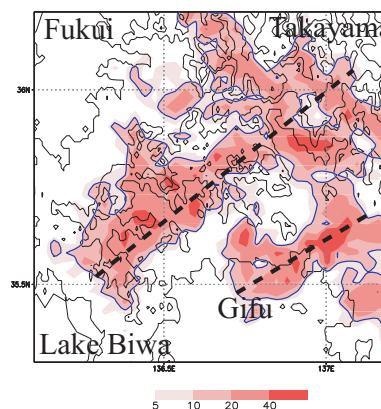 Fukui
Takayama
36N
35.5N
Gifu
Lake Biwa
136.5E
137E
5 10 20 40